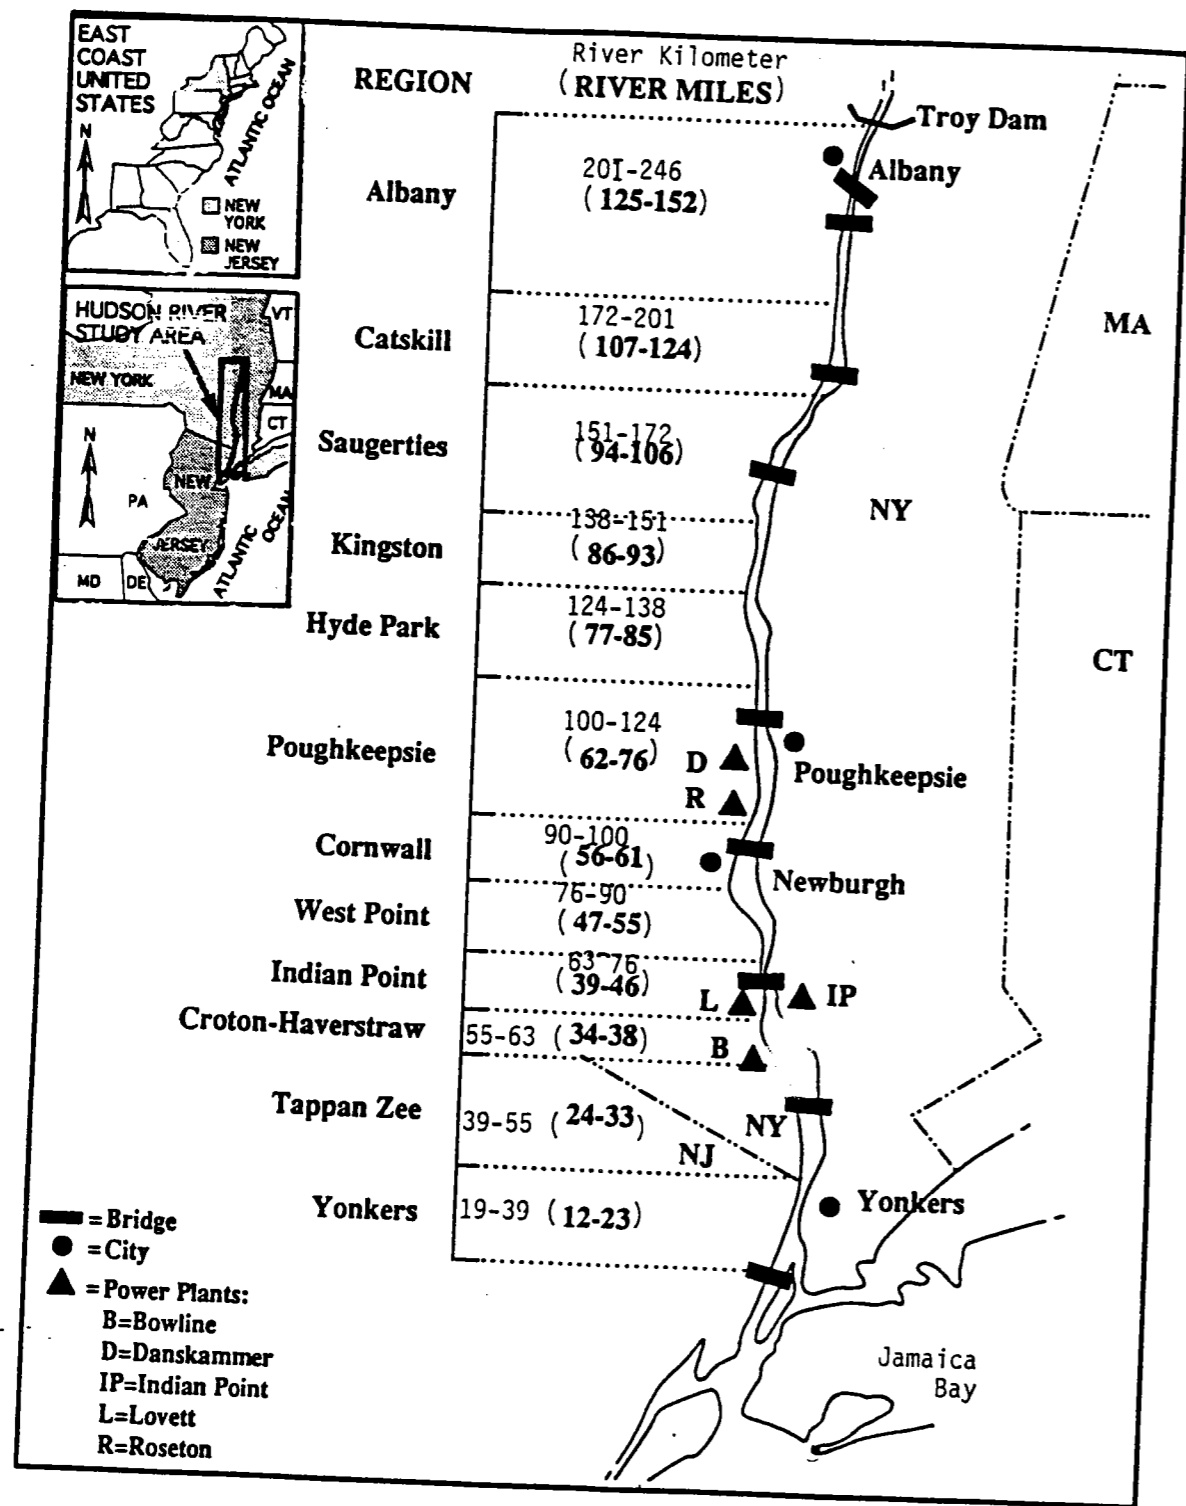 EAST
COAST
UNITED
STATES
N
ATLANTIC OCEAN
NEW
YORK
NEW
JERSEY
HUDSON RIVER
STUDY AREA
VT
NEW YORK
MA
CT
N
NEW
PA
JERSEY
ATLANTIC OCEAN
MD
DE
REGION
River Kilometer
(RIVER MILES)
Troy Dam
Albany
Albany
201-246
(125-152)
Catskill
172-201
(107-124)
MA
Saugerties
151-172
(94-106)
NY
Kingston
138-151
(86-93)
Hyde Park
124-138
(77-85)
CT
Poughkeepsie
100-124
(62-76)
D
R
Poughkeepsie
Cornwall
90-100
(56-61)
Newburgh
West Point
76-90
(47-55)
Indian Point
63-76
(39-46)
L
IP
Croton-Haverstraw
55-63 (34-38)
B
Tappan Zee
39-55 (24-33)
NY
NJ
Yonkers
19-39 (12-23)
Yonkers
=Bridge
=City
=Power Plants:
B=Bowline
D=Danskammer
IP=Indian Point
L=Lovett
R=Roseton
Jamaica
Bay